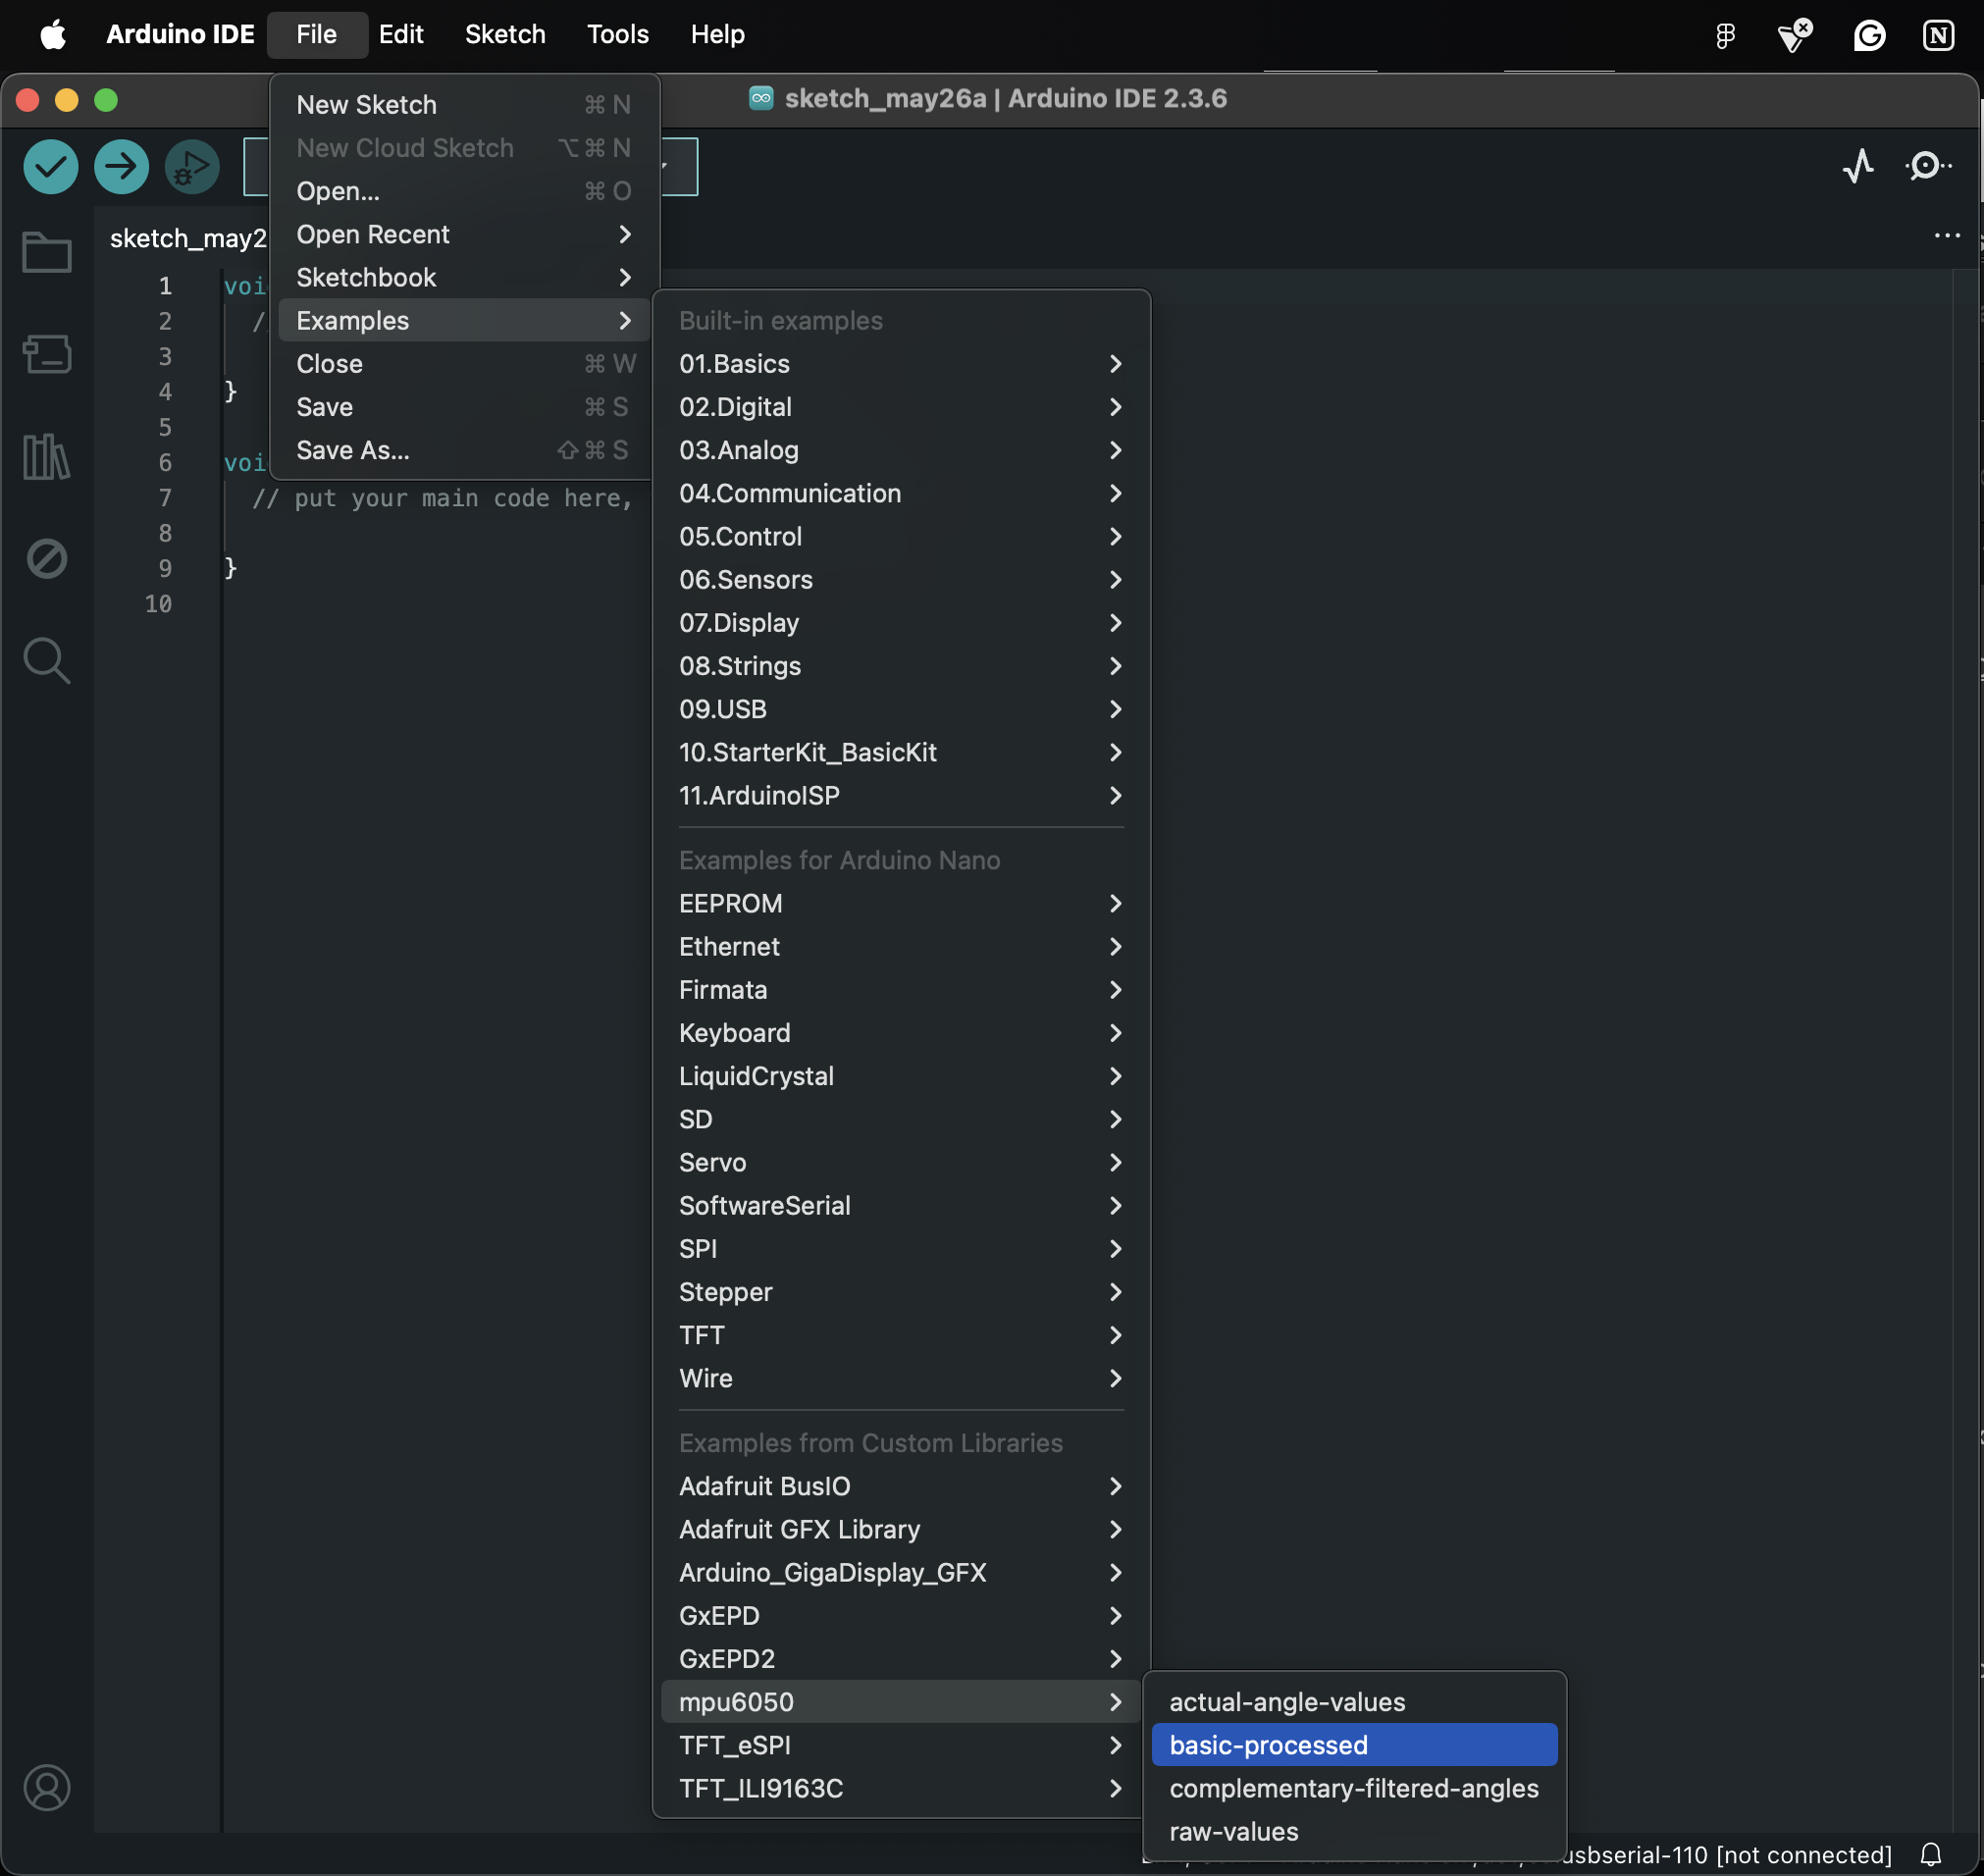 Arduino IDE File Edit Sketch Tools Help
sketch_may26a | Arduino IDE 2.3.6
New Sketch ⌘ N
New Cloud Sketch ⌥ ⌘ N
Open... ⌘ O
Open Recent
Sketchbook
Examples
Close ⌘ W
Save ⌘ S
Save As... ⇧ ⌘ S
sketch_may2
1 voi
2 //
3
4 }
5
6 voi
7 // put your main code here,
8
9 }
10
Built-in examples
01.Basics
02.Digital
03.Analog
04.Communication
05.Control
06.Sensors
07.Display
08.Strings
09.USB
10.StarterKit_BasicKit
11.ArduinoISP
Examples for Arduino Nano
EEPROM
Ethernet
Firmata
Keyboard
LiquidCrystal
SD
Servo
SoftwareSerial
SPI
Stepper
TFT
Wire
Examples from Custom Libraries
Adafruit BusIO
Adafruit GFX Library
Arduino_GigaDisplay_GFX
GxEPD
GxEPD2
mpu6050
TFT_eSPI
TFT_ILI9163C
actual-angle-values
basic-processed
complementary-filtered-angles
raw-values
usbserial-110 [not connected]